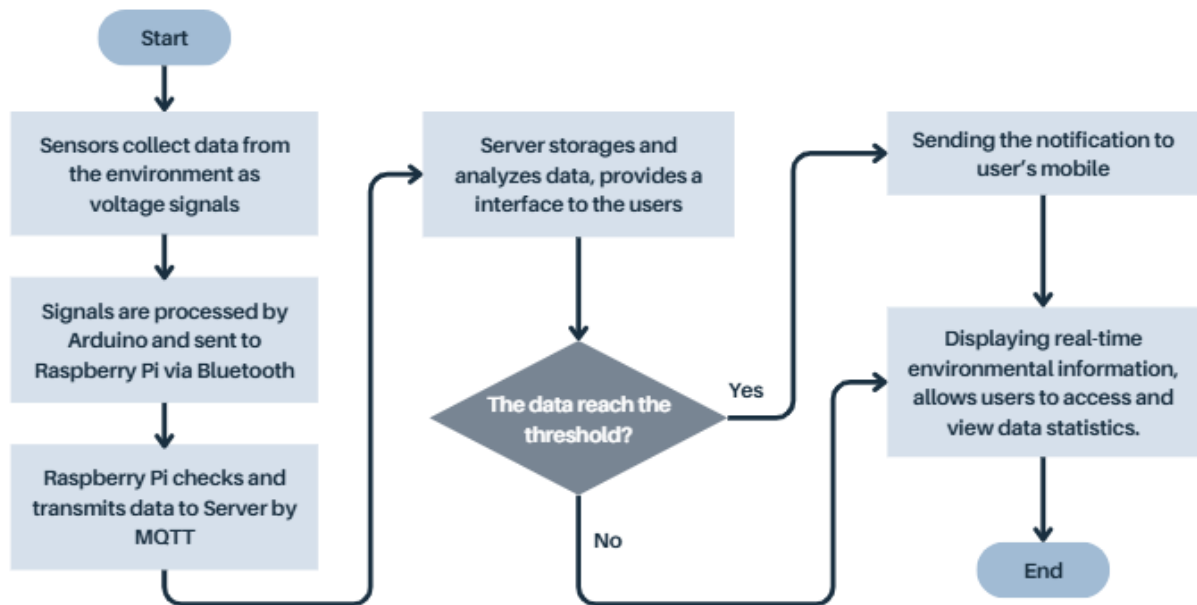 Start
Sensors collect data from
the environment as
voltage signals
Signals are processed by
Arduino and sent to
Raspberry Pi via Bluetooth
Raspberry Pi checks and
transmits data to Server by
MQTT
Server storages and
analyzes data, provides a
interface to the users
The data reach the
threshold?
Yes
No
Sending the notification to
user’s mobile
Displaying real-time
environmental information,
allows users to access and
view data statistics.
End